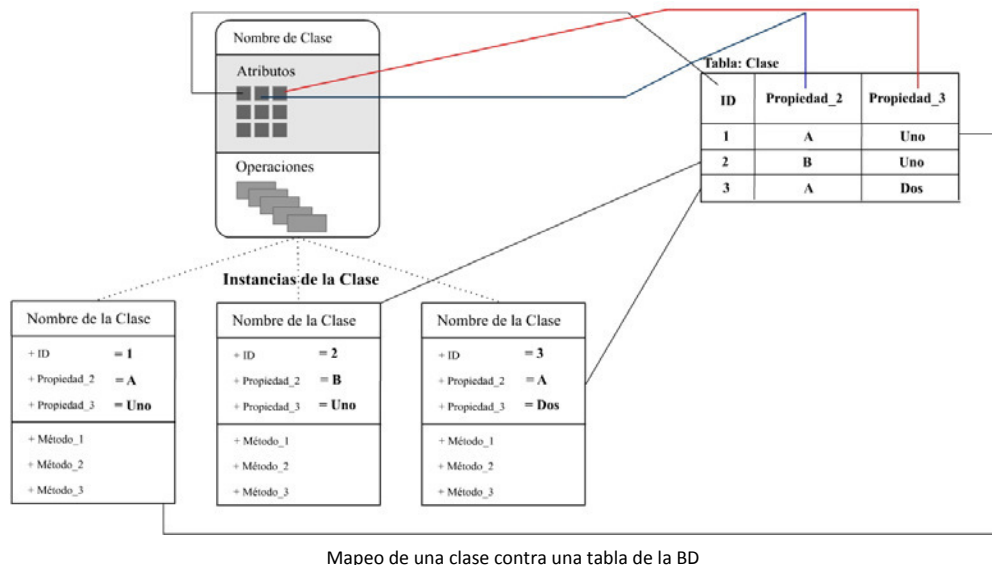 Nombre de Clase
Atributos
Operaciones
Tabla: Clase
ID Propiedad_2 Propiedad_3
1 A Uno
2 B Uno
3 A Dos
Instancias de la Clase
Nombre de la Clase
+ ID = 1
+ Propiedad_2 = A
+ Propiedad_3 = Uno
+ Método_1
+ Método_2
+ Método_3
Nombre de la Clase
+ ID = 2
+ Propiedad_2 = B
+ Propiedad_3 = Uno
+ Método_1
+ Método_2
+ Método_3
Nombre de la Clase
+ ID = 3
+ Propiedad_2 = A
+ Propiedad_3 = Dos
+ Método_1
+ Método_2
+ Método_3
Mapeo de una clase contra una tabla de la BD